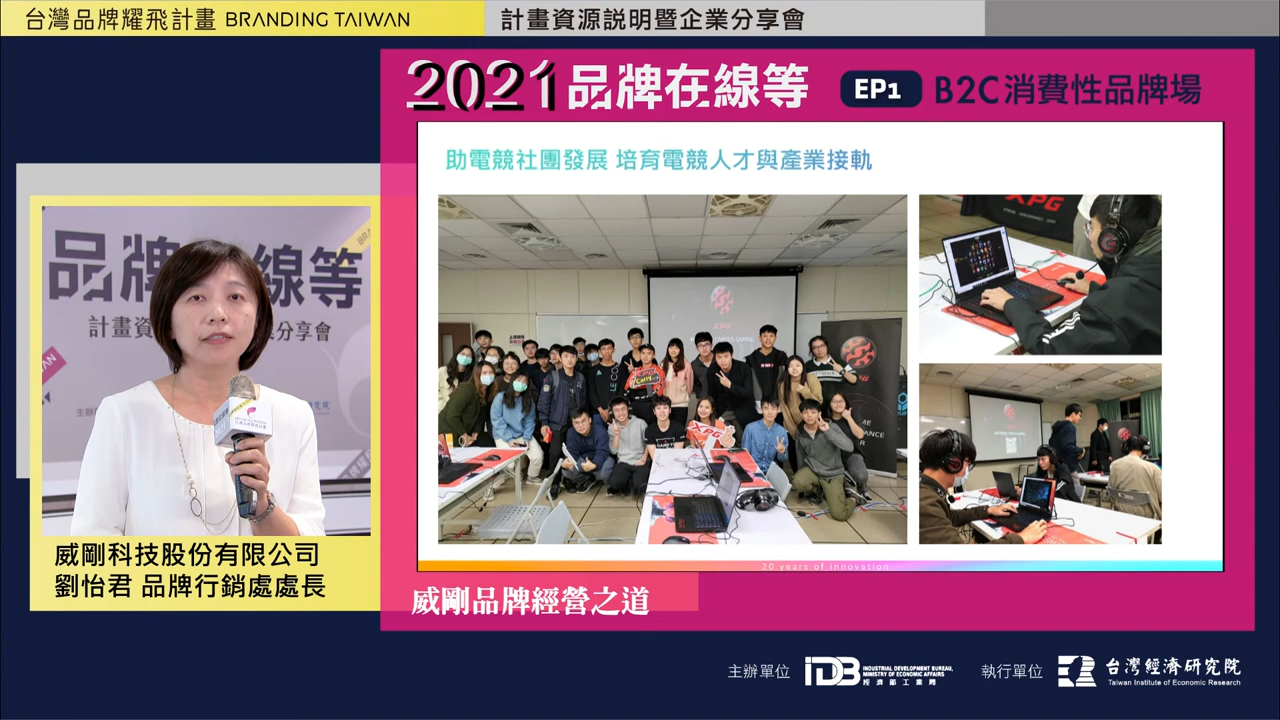 台灣品牌耀飛計畫 BRANDING TAIWAN
計畫資源説明暨企業分享會
2021品牌在線等 EP1 B2C消費性品牌場
助電競社團發展 培育電競人才與產業接軌
XPG
XPG
XPG
Carry
XPG
20 years of innovation
品牌 線等
計畫資 業分享會
威剛科技股份有限公司
劉怡君 品牌行銷處處長
威剛品牌經營之道
主辦單位 IDB INDUSTRIAL DEVELOPMENT BUREAU,
MINISTRY OF ECONOMIC AFFAIRS
經濟部工業局
執行單位 台灣經濟研究院
Taiwan Institute of Economic Research